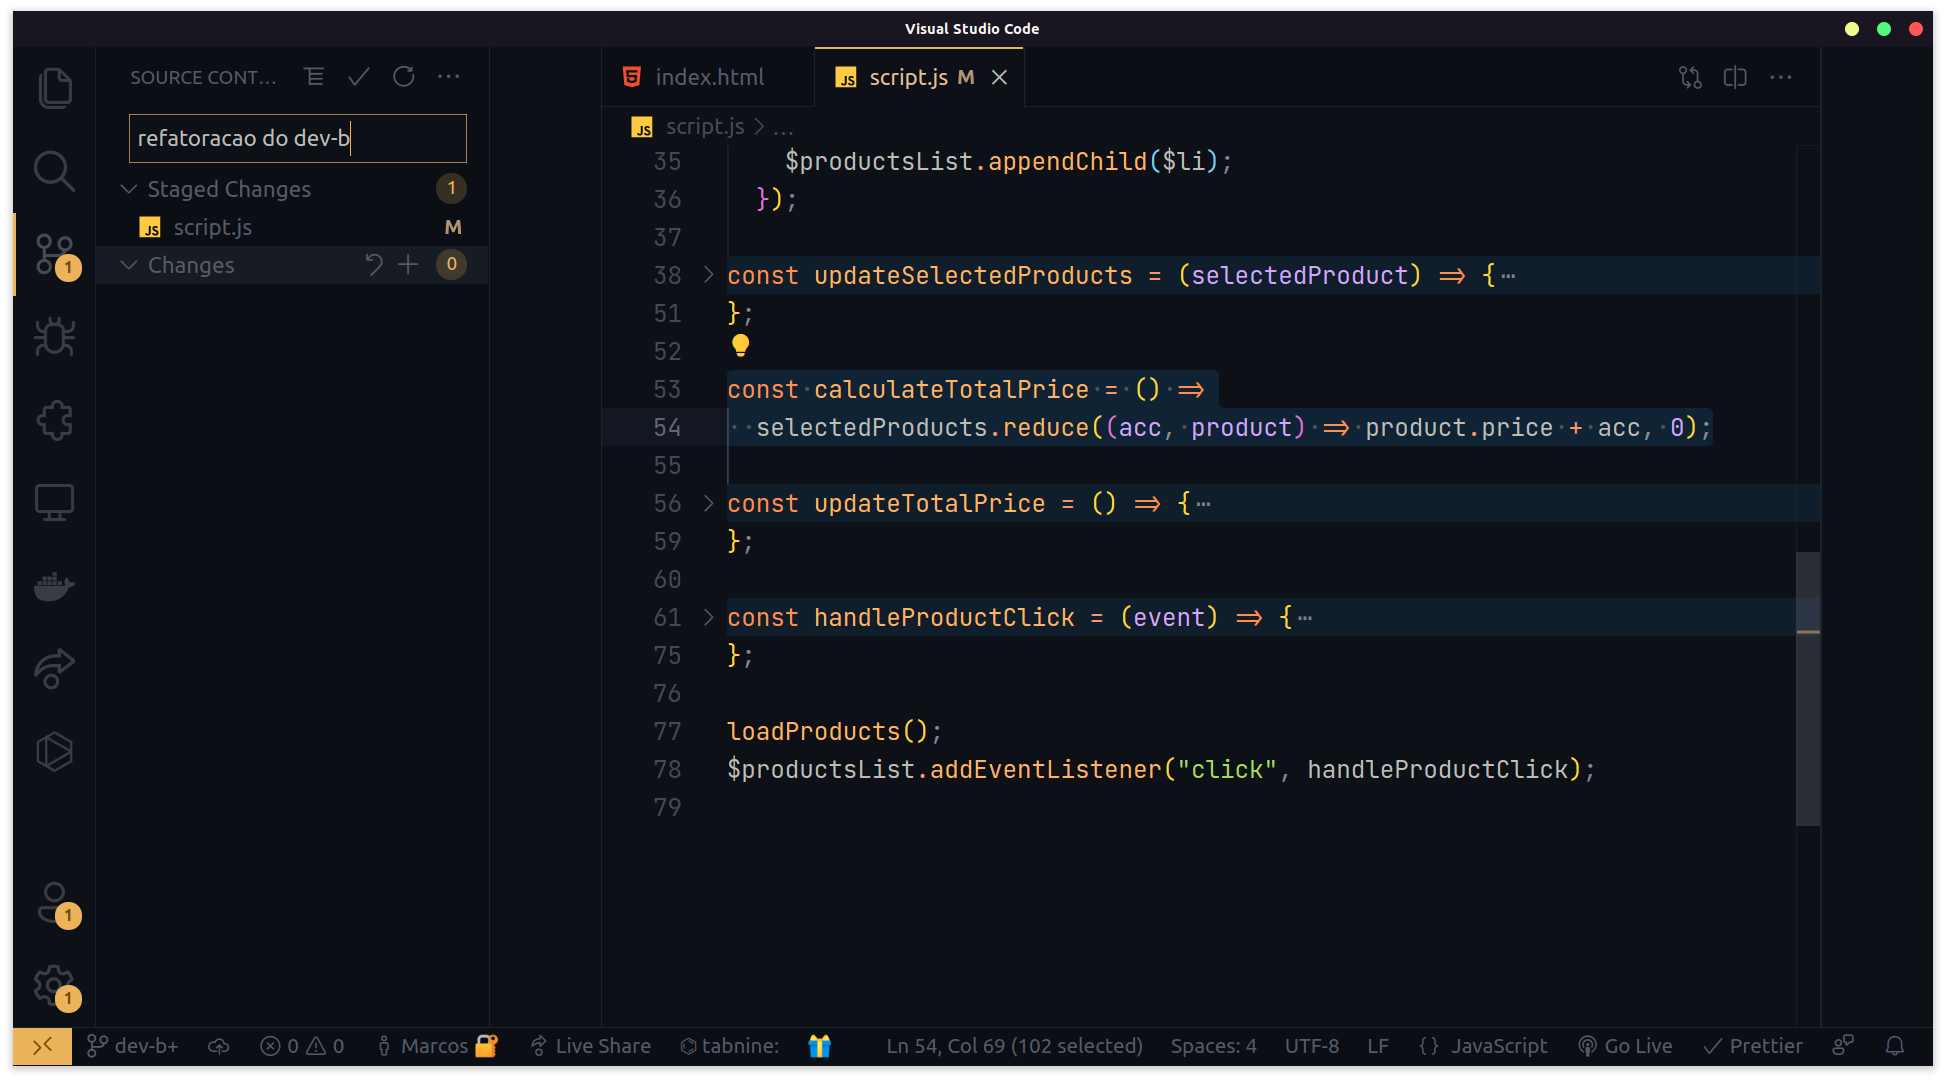 Visual Studio Code
SOURCE CONT...
refatoracao do dev-b
Staged Changes 1
JS script.js M
Changes 0
1
1
1
index.html
JS script.js M
JS script.js > ...
35 $productsList.appendChild($li);
36 });
37
38 const updateSelectedProducts = (selectedProduct) => {…
51 };
52
53 const calculateTotalPrice = () =>
54 selectedProducts.reduce((acc, product) => product.price + acc, 0);
55
56 const updateTotalPrice = () => {…
59 };
60
61 const handleProductClick = (event) => {…
75 };
76
77 loadProducts();
78 $productsList.addEventListener("click", handleProductClick);
79
dev-b+ 0 0 Marcos Live Share tabnine: Ln 54, Col 69 (102 selected) Spaces: 4 UTF-8 LF {} JavaScript Go Live Prettier